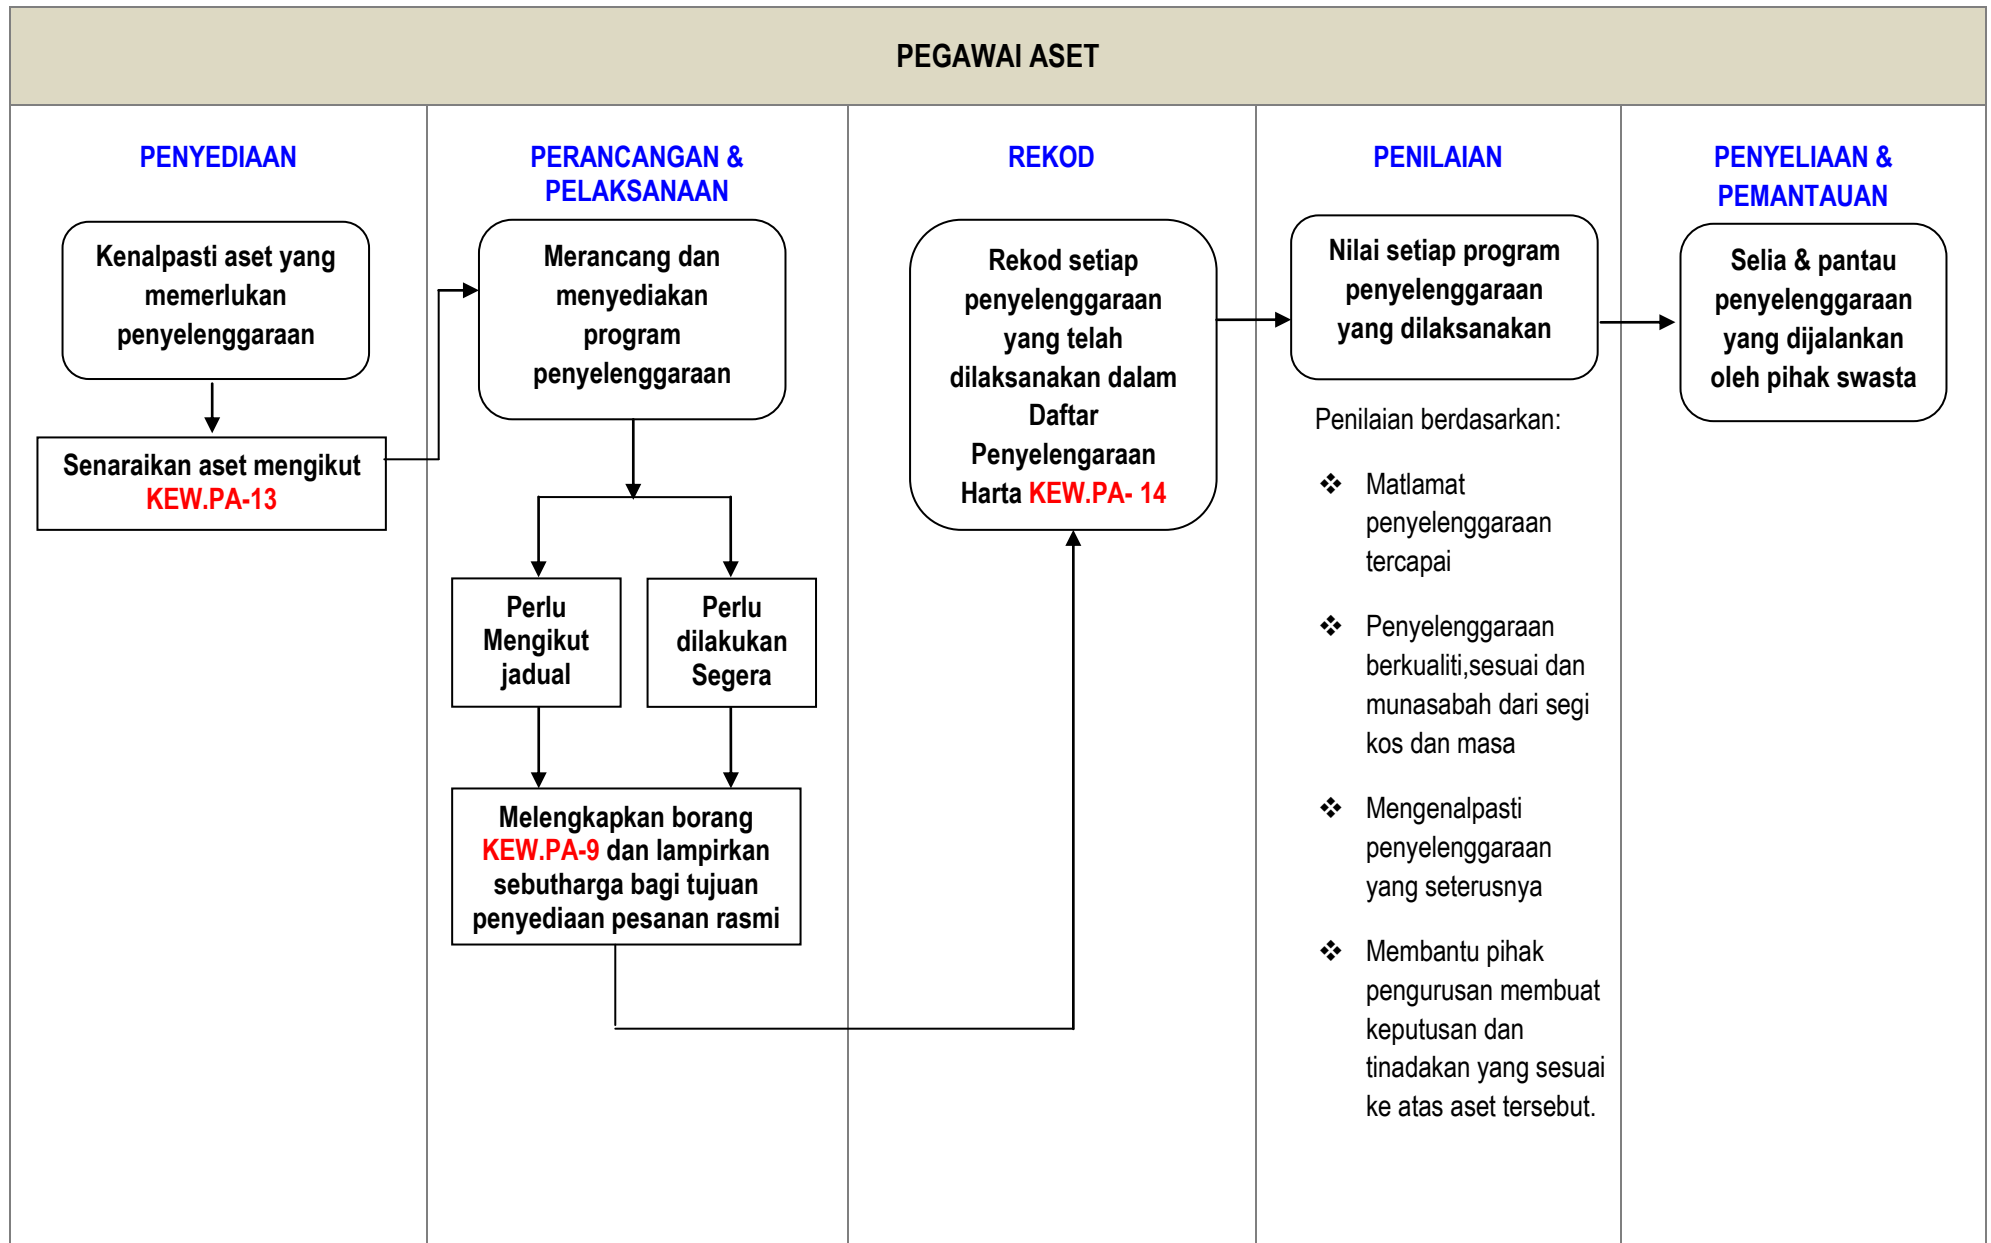 PEGAWAI ASET
PENYEDIAAN
Kenalpasti aset yang
memerlukan
penyelenggaraan
Senaraikan aset mengikut
KEW.PA-13
PERANCANGAN &
PELAKSANAAN
Merancang dan
menyediakan
program
penyelenggaraan
Perlu
Mengikut
jadual
Perlu
dilakukan
Segera
Melengkapkan borang
KEW.PA-9 dan lampirkan
sebutharga bagi tujuan
penyediaan pesanan rasmi
REKOD
Rekod setiap
penyelenggaraan
yang telah
dilaksanakan dalam
Daftar
Penyelengaraan
Harta KEW.PA- 14
PENILAIAN
Nilai setiap program
penyelenggaraan
yang dilaksanakan
Penilaian berdasarkan:
❖ Matlamat
penyelenggaraan
tercapai
❖ Penyelenggaraan
berkualiti,sesuai dan
munasabah dari segi
kos dan masa
❖ Mengenalpasti
penyelenggaraan
yang seterusnya
❖ Membantu pihak
pengurusan membuat
keputusan dan
tinadakan yang sesuai
ke atas aset tersebut.
PENYELIAAN &
PEMANTAUAN
Selia & pantau
penyelenggaraan
yang dijalankan
oleh pihak swasta